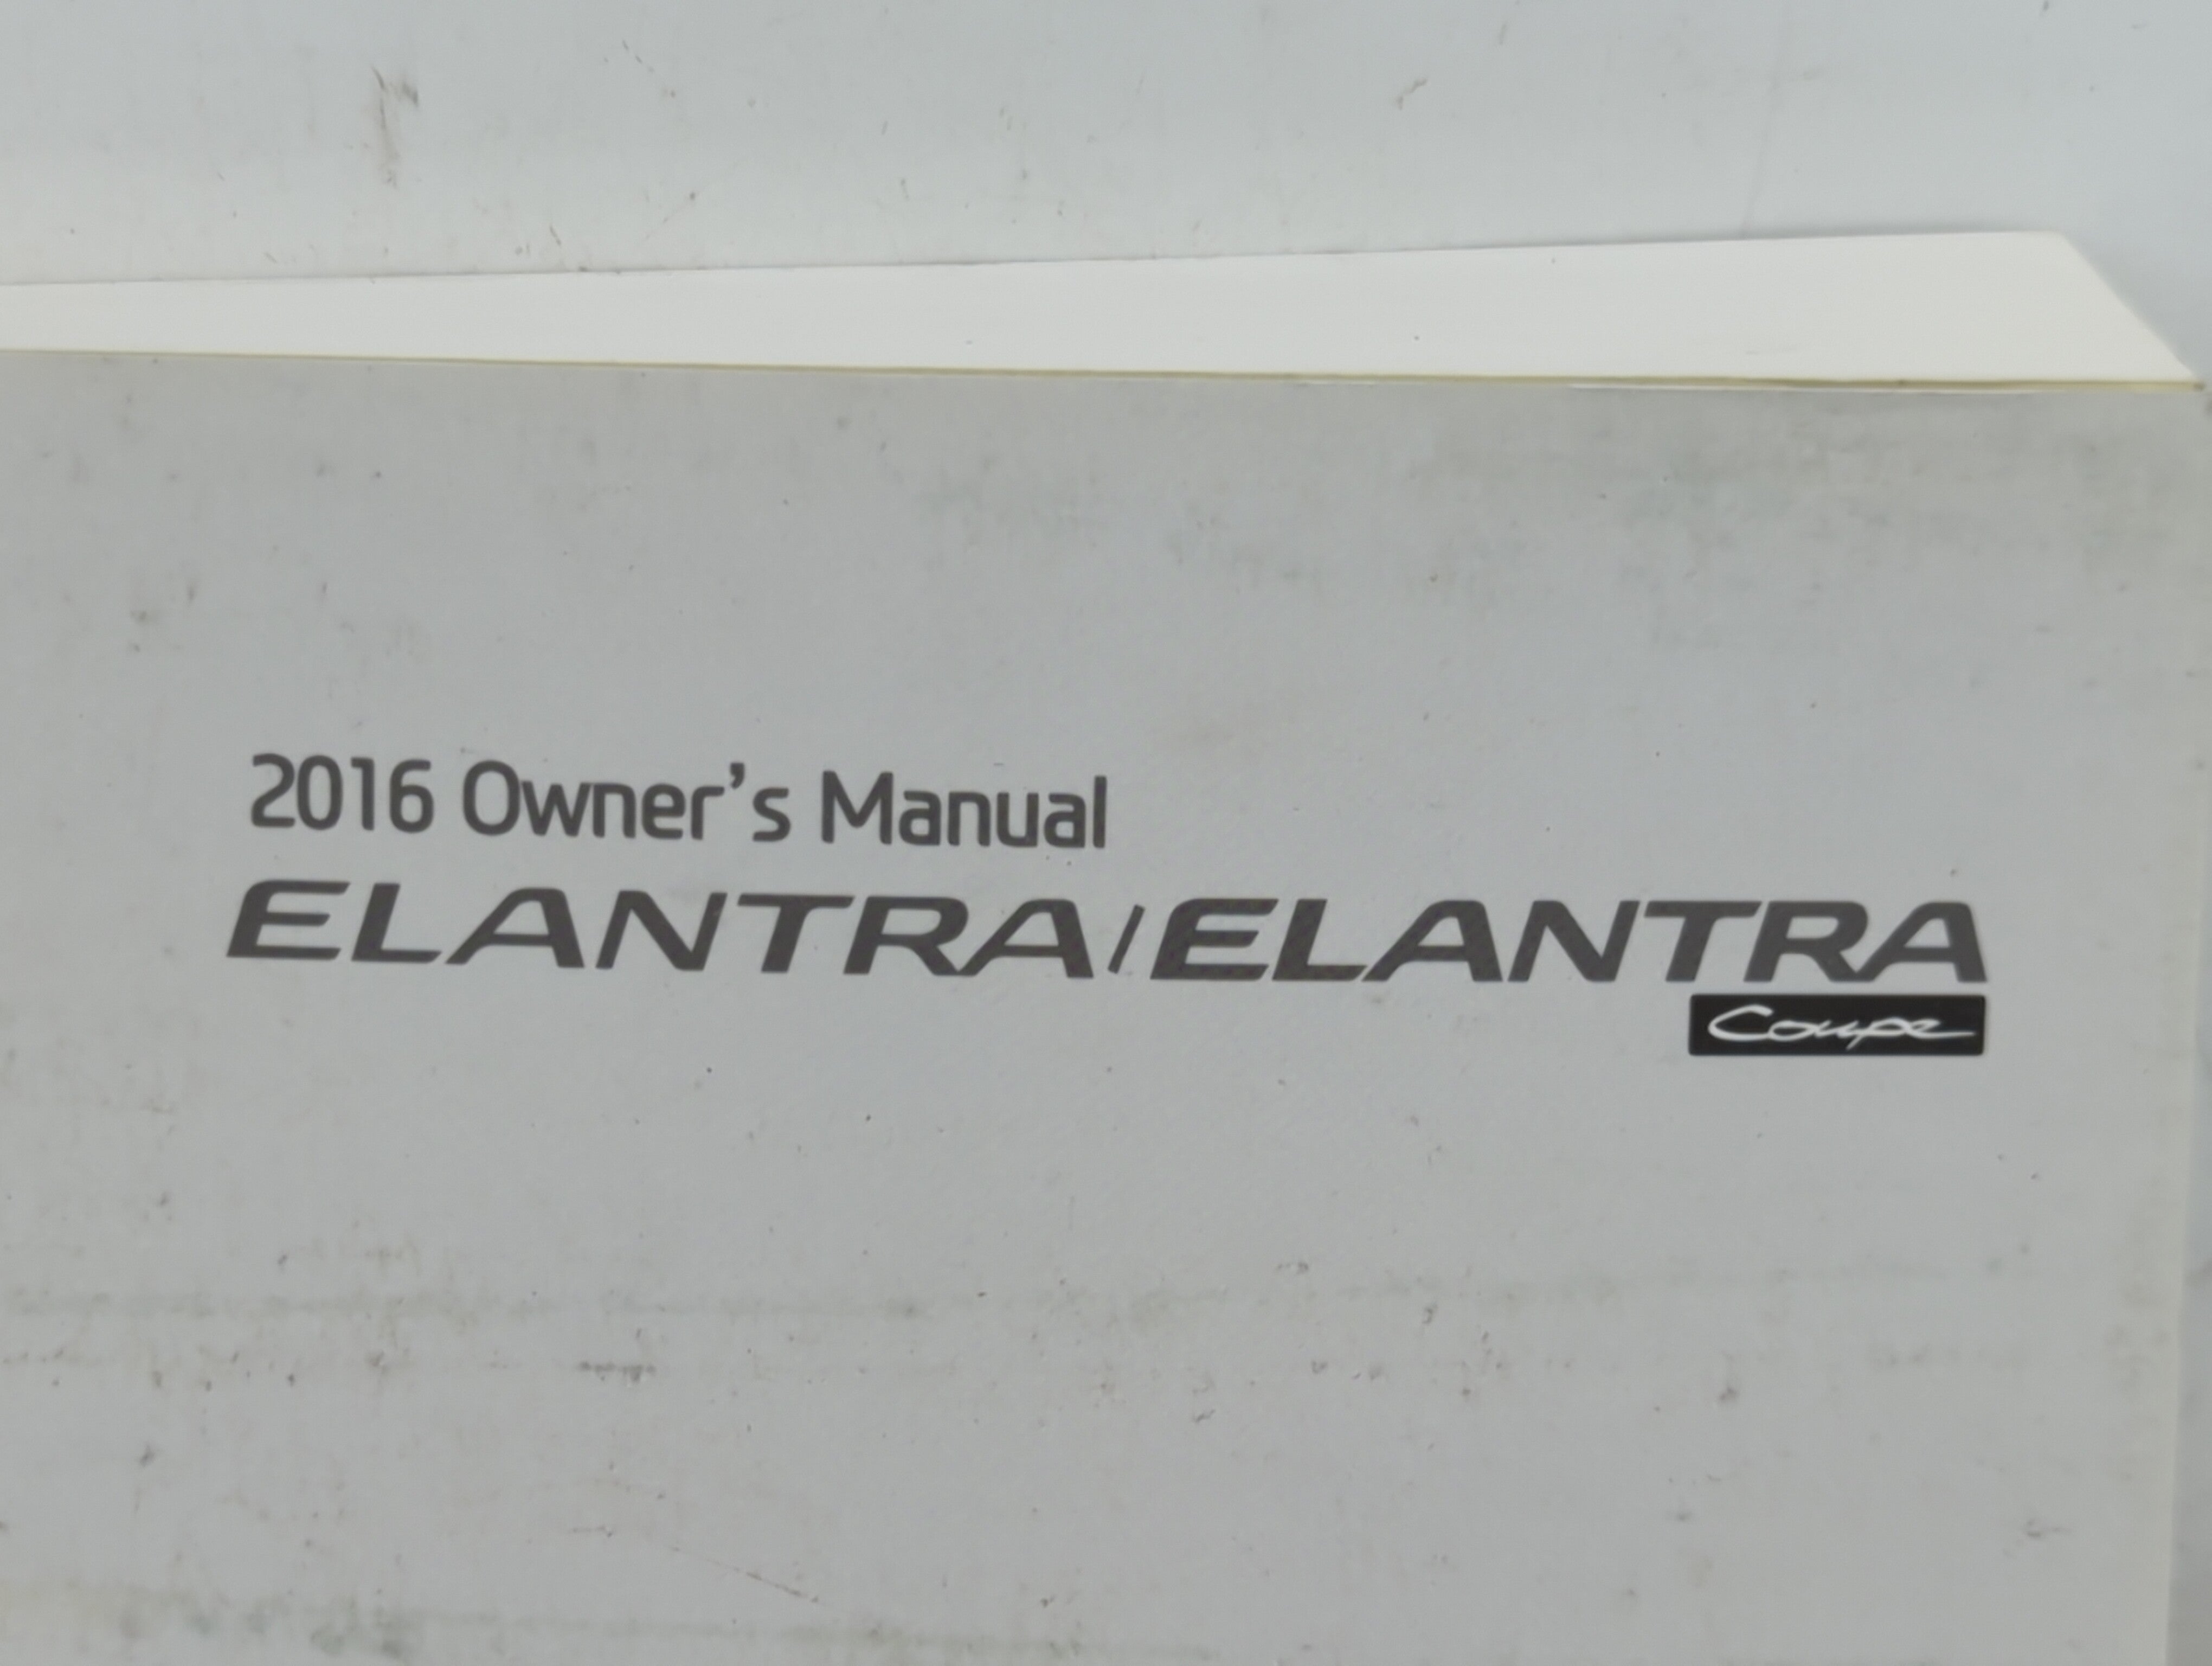 2016 Owner's Manual
ELANTRA/ELANTRA
Coupe